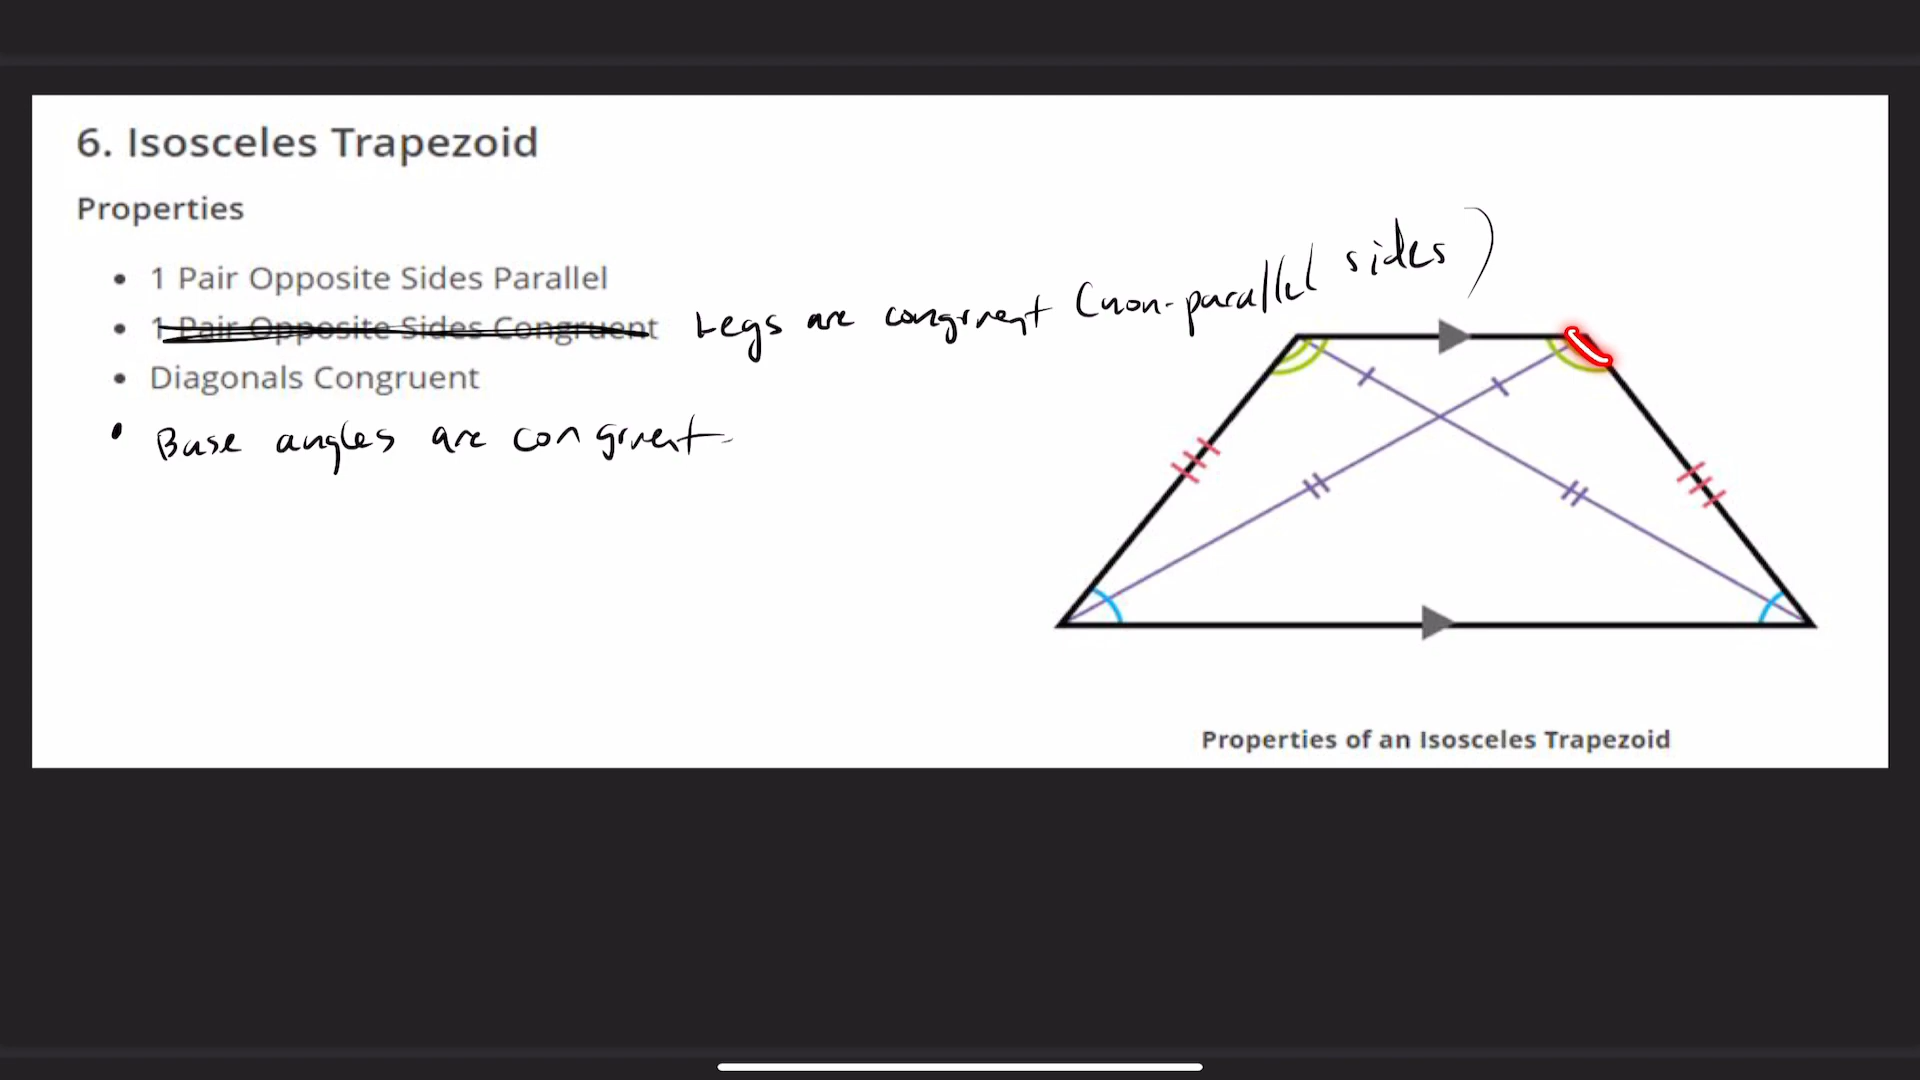 6. Isosceles Trapezoid
Properties
• 1 Pair Opposite Sides Parallel
• 1 Pair Opposite Sides Congruent Legs are congruent (non-parallel sides)
• Diagonals Congruent
• Base angles are congruent
Properties of an Isosceles Trapezoid